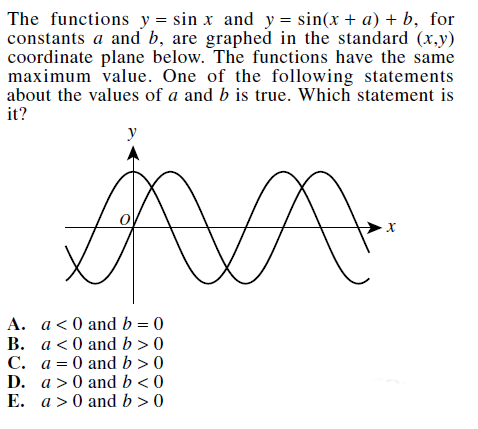 The functions y = sin x and y = sin(x + a) + b, for
constants a and b, are graphed in the standard (x,y)
coordinate plane below. The functions have the same
maximum value. One of the following statements
about the values of a and b is true. Which statement is
it?
y
O
x
A. a < 0 and b = 0
B. a < 0 and b > 0
C. a = 0 and b > 0
D. a > 0 and b < 0
E. a > 0 and b > 0